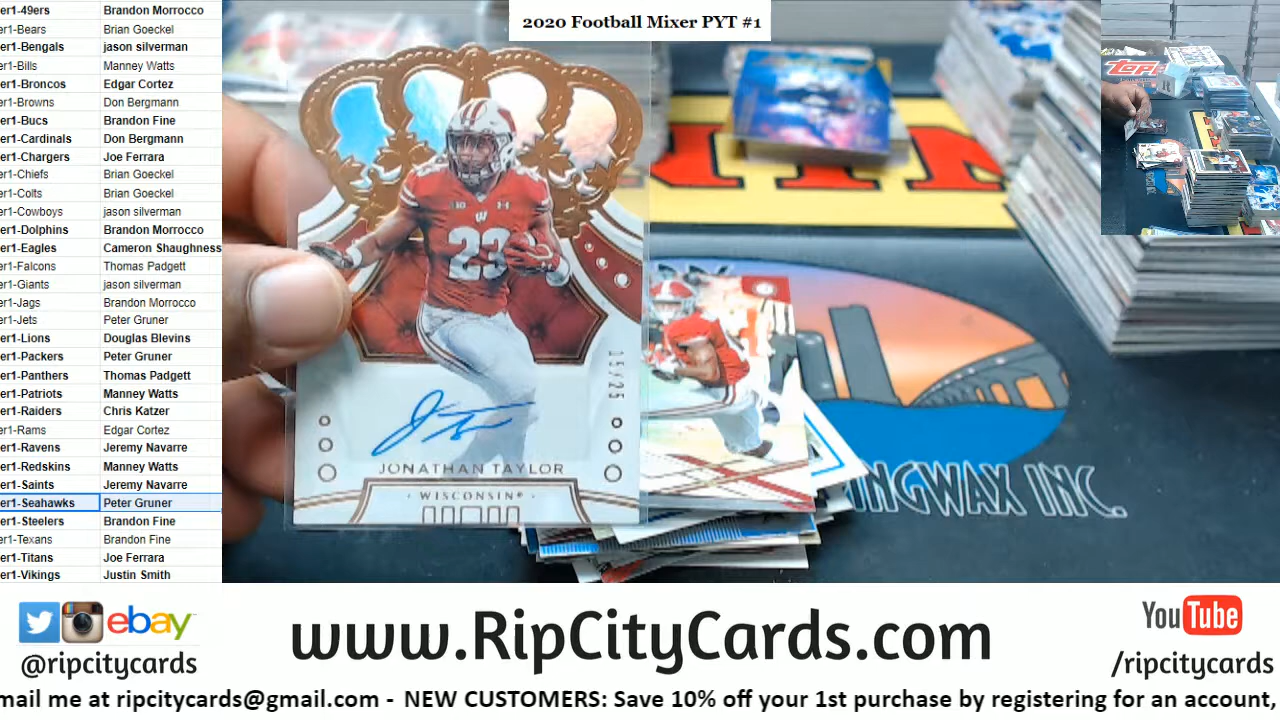 2020 Football Mixer PYT #1
er1-49ers Brandon Morrocco
er1-Bears Brian Goeckel
er1-Bengals jason silverman
er1-Bills Manney Watts
er1-Broncos Edgar Cortez
er1-Browns Don Bergmann
er1-Bucs Brandon Fine
er1-Cardinals Don Bergmann
er1-Chargers Joe Ferrara
er1-Chiefs Brian Goeckel
er1-Colts Brian Goeckel
er1-Cowboys jason silverman
er1-Dolphins Brandon Morrocco
er1-Eagles Cameron Shaughness
er1-Falcons Thomas Padgett
er1-Giants jason silverman
er1-Jags Brandon Morrocco
er1-Jets Peter Gruner
er1-Lions Douglas Blevins
er1-Packers Peter Gruner
er1-Panthers Thomas Padgett
er1-Patriots Manney Watts
er1-Raiders Chris Katzer
er1-Rams Edgar Cortez
er1-Ravens Jeremy Navarre
er1-Redskins Manney Watts
er1-Saints Jeremy Navarre
er1-Seahawks Peter Gruner
er1-Steelers Brandon Fine
er1-Texans Brandon Fine
er1-Titans Joe Ferrara
er1-Vikings Justin Smith
W
23
05/25
JONATHAN TAYLOR
· WISCONSIN® ·
INGWAX INC.
TOPP
ebay
@ripcitycards
www.RipCityCards.com
YouTube
/ripcitycards
mail me at ripcitycards@gmail.com - NEW CUSTOMERS: Save 10% off your 1st purchase by registering for an account,